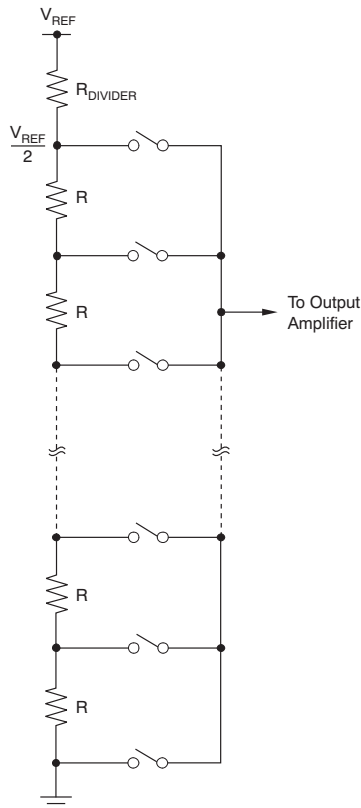 VREF
RDIVIDER
VREF
2
R
R
To Output
Amplifier
R
R